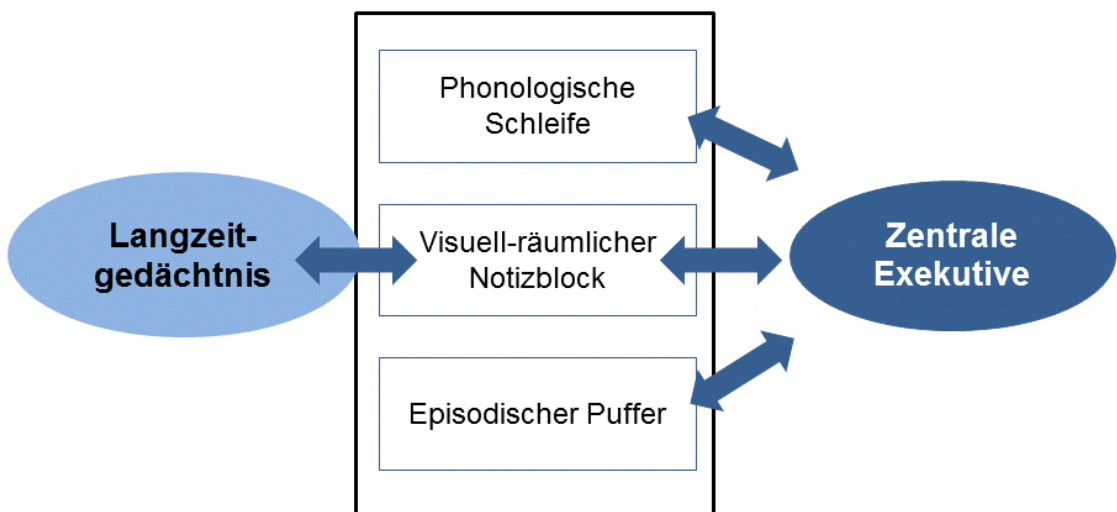 Phonologische
Schleife
Langzeit-
gedächtnis
Visuell-räumlicher
Notizblock
Zentrale
Exekutive
Episodischer Puffer